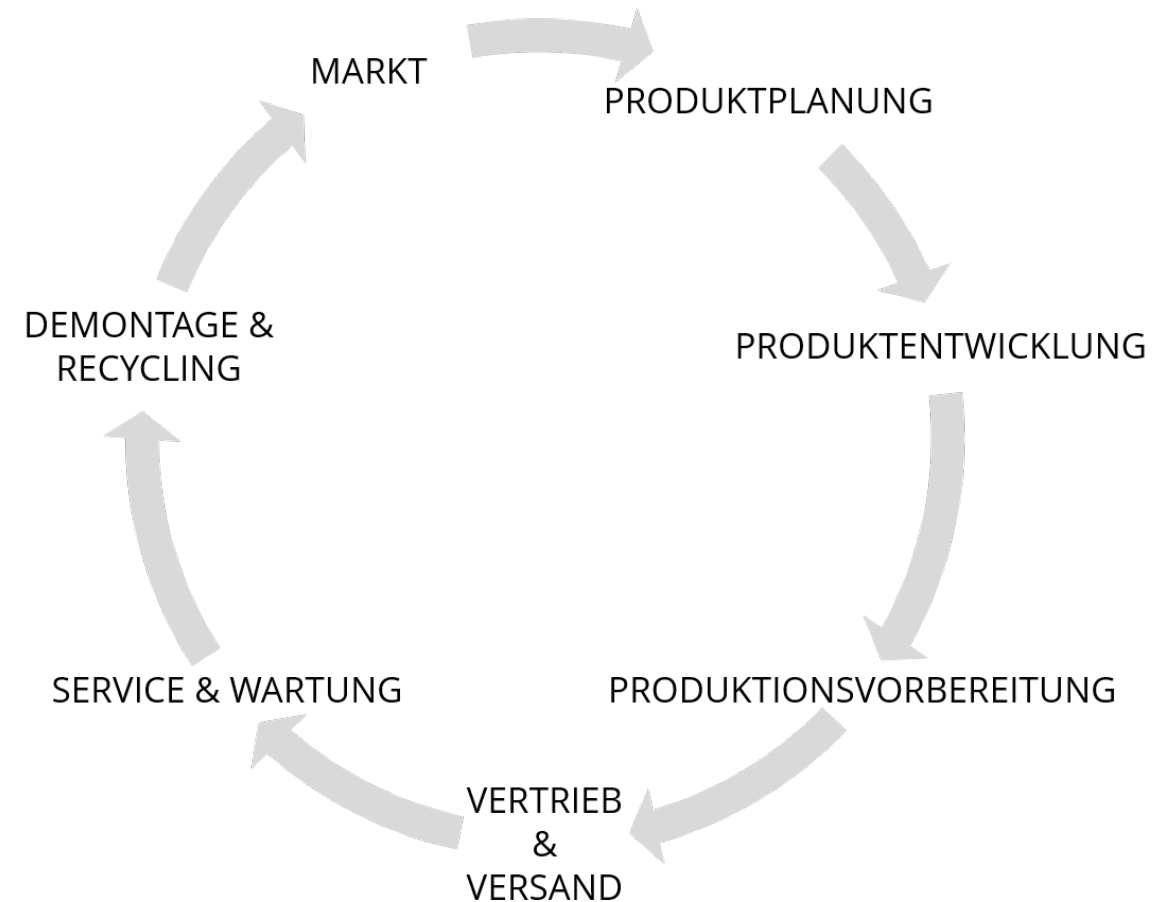 MARKT
PRODUKTPLANUNG
PRODUKTENTWICKLUNG
PRODUKTIONSVORBEREITUNG
VERTRIEB
&
VERSAND
SERVICE & WARTUNG
DEMONTAGE &
RECYCLING